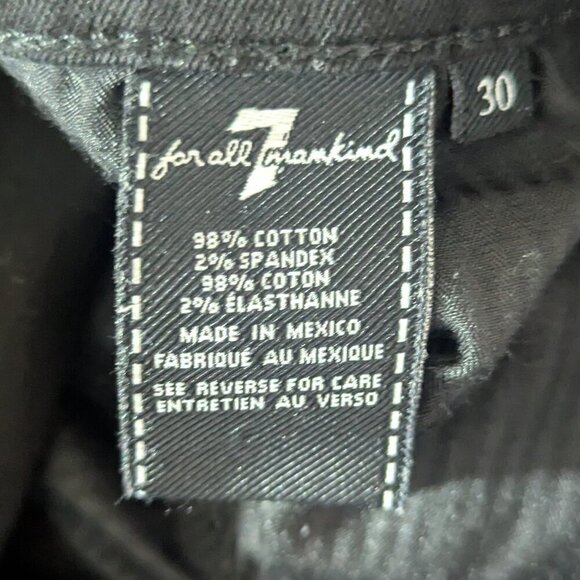 30
for all 7 mankind
98% COTTON
2% SPANDEX
98% COTON
2% ÉLASTHANNE
MADE IN MEXICO
FABRIQUÉ AU MEXIQUE
SEE REVERSE FOR CARE
ENTRETIEN AU VERSO